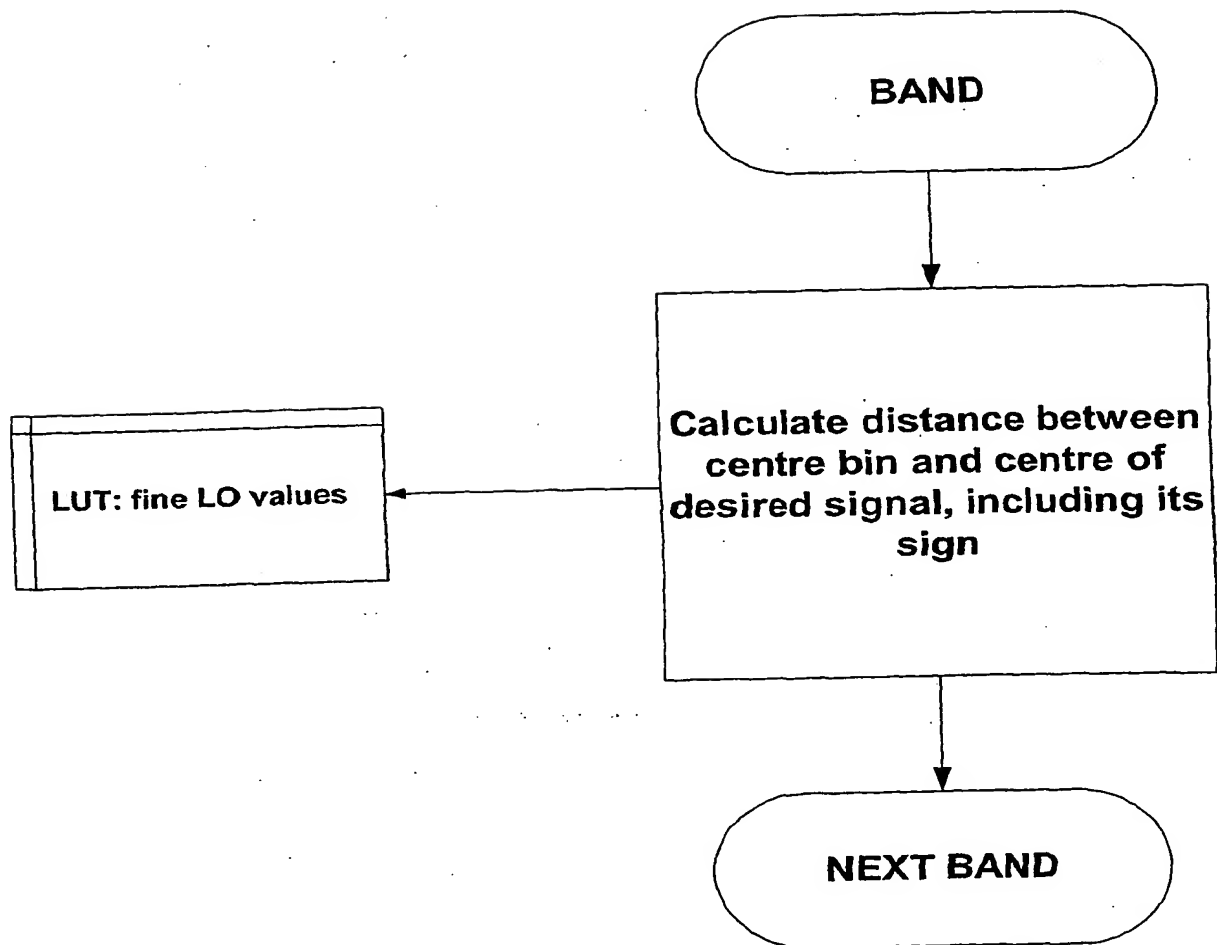 BAND
Calculate distance between
centre bin and centre of
desired signal, including its
sign
LUT: fine LO values
NEXT BAND